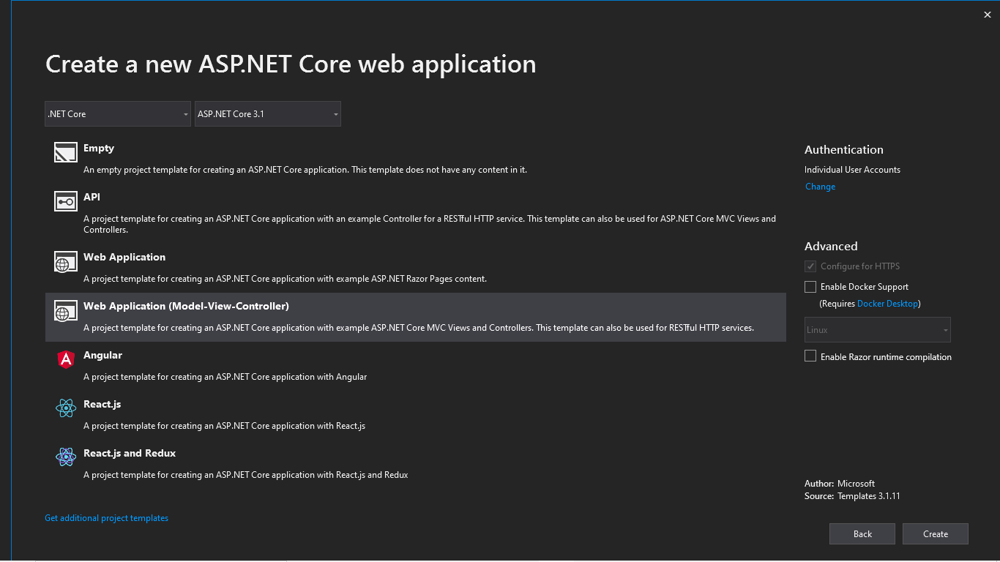 Create a new ASP.NET Core web application
.NET Core
ASP.NET Core 3.1
Empty
An empty project template for creating an ASP.NET Core application. This template does not have any content in it.
API
A project template for creating an ASP.NET Core application with an example Controller for a RESTful HTTP service. This template can also be used for ASP.NET Core MVC Views and
Controllers.
Web Application
A project template for creating an ASP.NET Core application with example ASP.NET Razor Pages content.
Web Application (Model-View-Controller)
A project template for creating an ASP.NET Core application with example ASP.NET Core MVC Views and Controllers. This template can also be used for RESTful HTTP services.
Angular
A project template for creating an ASP.NET Core application with Angular
React.js
A project template for creating an ASP.NET Core application with React.js
React.js and Redux
A project template for creating an ASP.NET Core application with React.js and Redux
Get additional project templates
Authentication
Individual User Accounts
Change
Advanced
Configure for HTTPS
Enable Docker Support
(Requires Docker Desktop)
Linux
Enable Razor runtime compilation
Author: Microsoft
Source: Templates 3.1.11
Back
Create